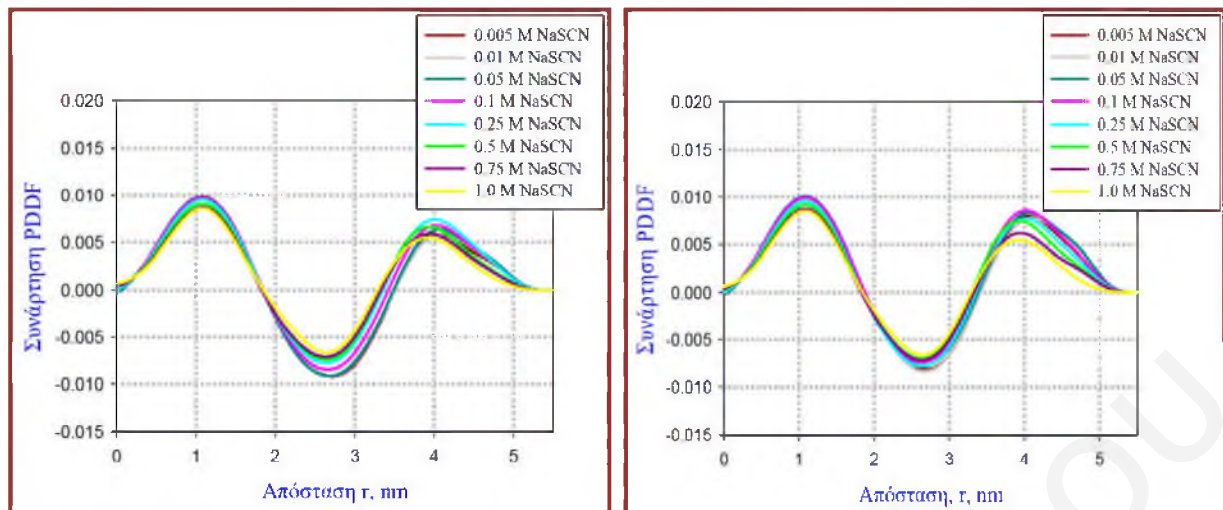 0.005 M NaSCN
0.01 M NaSCN
0.05 M NaSCN
0.1 M NaSCN
0.25 M NaSCN
0.5 M NaSCN
0.75 M NaSCN
1.0 M NaSCN
0.020
0.015
0.010
0.005
0.000
-0.005
-0.010
-0.015
0 1 2 3 4 5
Συνάρτηση PDDF
Απόσταση r, nm
0.005 M NaSCN
0.01 M NaSCN
0.05 M NaSCN
0.1 M NaSCN
0.25 M NaSCN
0.5 M NaSCN
0.75 M NaSCN
1.0 M NaSCN
0.020
0.015
0.010
0.005
0.000
-0.005
-0.010
-0.015
0 1 2 3 4 5
Συνάρτηση PDDF
Απόσταση, r, nm